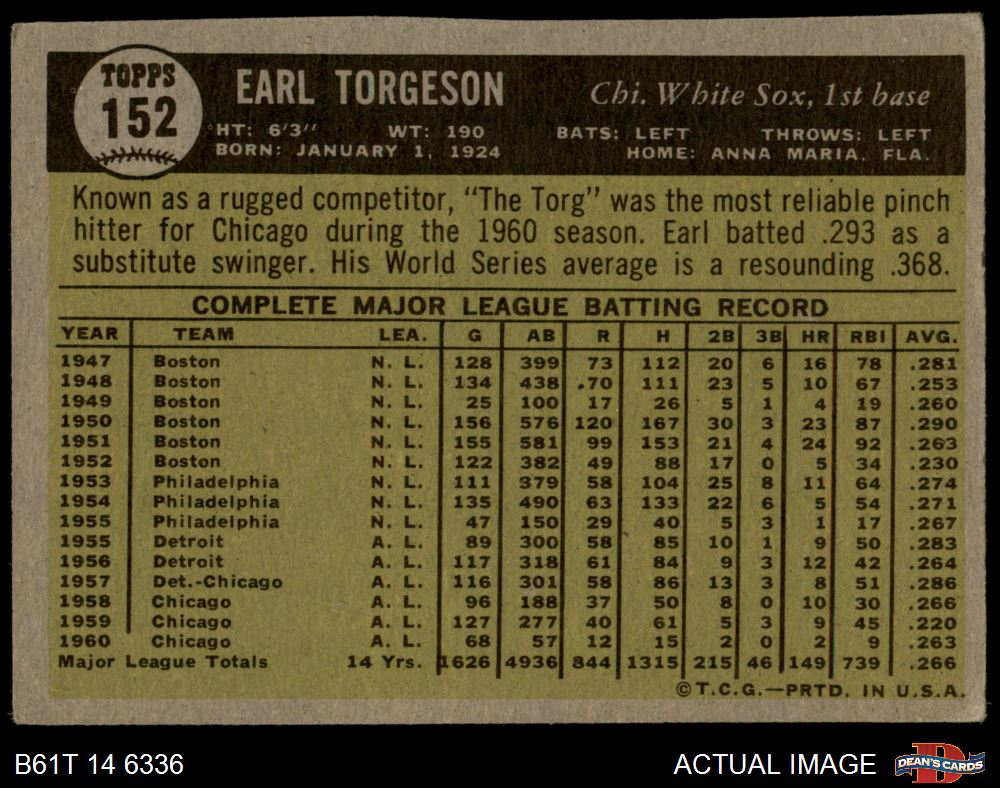 TOPPS
152
EARL TORGESON
Chi. White Sox, 1st base
HT: 6'3" WT: 190 BATS: LEFT THROWS: LEFT
BORN: JANUARY 1, 1924 HOME: ANNA MARIA, FLA.
Known as a rugged competitor, "The Torg" was the most reliable pinch
hitter for Chicago during the 1960 season. Earl batted .293 as a
substitute swinger. His World Series average is a resounding .368.
COMPLETE MAJOR LEAGUE BATTING RECORD
YEAR TEAM LEA. G AB R H 2B 3B HR RBI AVG.
1947 Boston N. L. 128 399 73 112 20 6 16 78 .281
1948 Boston N. L. 134 438 .70 111 23 5 10 67 .253
1949 Boston N. L. 25 100 17 26 5 1 4 19 .260
1950 Boston N. L. 156 576 120 167 30 3 23 87 .290
1951 Boston N. L. 155 581 99 153 21 4 24 92 .263
1952 Boston N. L. 122 382 49 88 17 0 5 34 .230
1953 Philadelphia N. L. 111 379 58 104 25 8 11 64 .274
1954 Philadelphia N. L. 135 490 63 133 22 6 5 54 .271
1955 Philadelphia N. L. 47 150 29 40 5 3 1 17 .267
1955 Detroit A. L. 89 300 58 85 10 1 9 50 .283
1956 Detroit A. L. 117 318 61 84 9 3 12 42 .264
1957 Det.-Chicago A. L. 116 301 58 86 13 3 8 51 .286
1958 Chicago A. L. 96 188 37 50 8 0 10 30 .266
1959 Chicago A. L. 127 277 40 61 5 3 9 45 .220
1960 Chicago A. L. 68 57 12 15 2 0 2 9 .263
Major League Totals 14 Yrs. 1626 4936 844 1315 215 46 149 739 .266
©T.C.G.—PRTD. IN U.S.A.
B61T 14 6336
ACTUAL IMAGE
DEAN'S CARDS